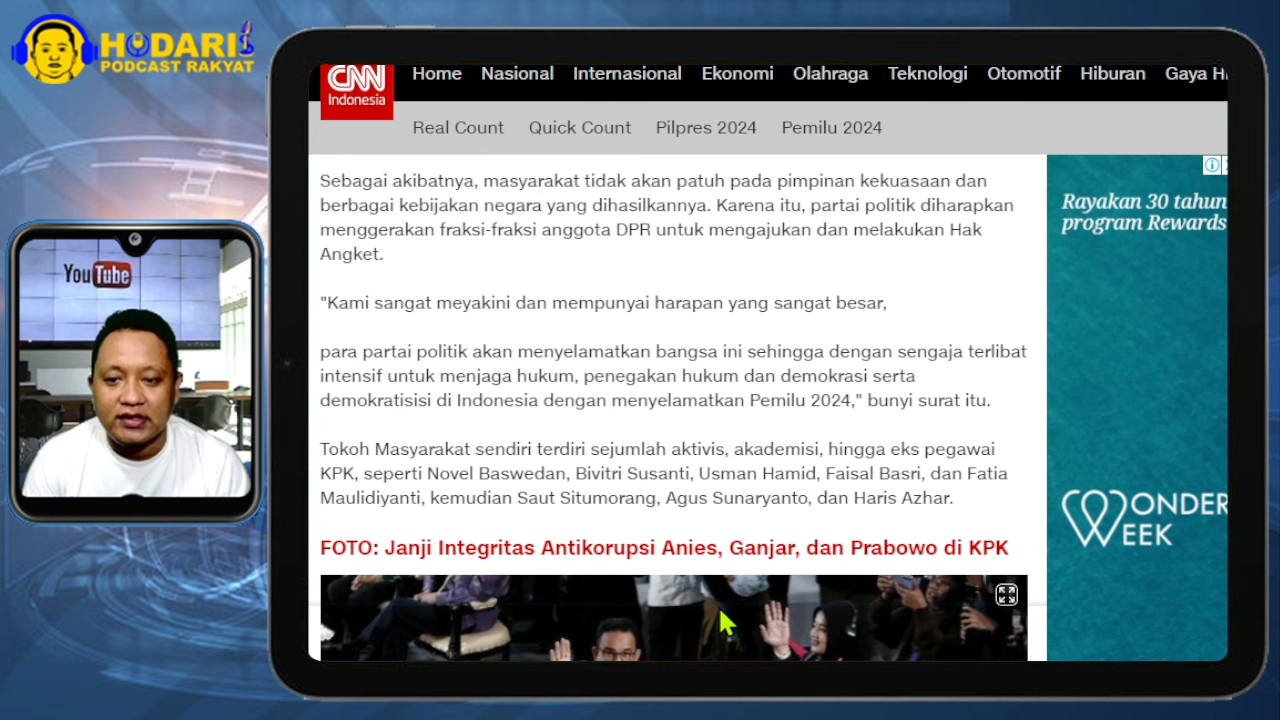 HODARI
PODCAST RAKYAT
YouTube
CNN
Indonesia
Home Nasional Internasional Ekonomi Olahraga Teknologi Otomotif Hiburan Gaya
Real Count Quick Count Pilpres 2024 Pemilu 2024
Sebagai akibatnya, masyarakat tidak akan patuh pada pimpinan kekuasaan dan
berbagai kebijakan negara yang dihasilkannya. Karena itu, partai politik diharapkan
menggerakan fraksi-fraksi anggota DPR untuk mengajukan dan melakukan Hak
Angket.
"Kami sangat meyakini dan mempunyai harapan yang sangat besar,
para partai politik akan menyelamatkan bangsa ini sehingga dengan sengaja terlibat
intensif untuk menjaga hukum, penegakan hukum dan demokrasi serta
demokratisisi di Indonesia dengan menyelamatkan Pemilu 2024," bunyi surat itu.
Tokoh Masyarakat sendiri terdiri sejumlah aktivis, akademisi, hingga eks pegawai
KPK, seperti Novel Baswedan, Bivitri Susanti, Usman Hamid, Faisal Basri, dan Fatia
Maulidiyanti, kemudian Saut Situmorang, Agus Sunaryanto, dan Haris Azhar.
FOTO: Janji Integritas Antikorupsi Anies, Ganjar, dan Prabowo di KPK
Rayakan 30 tahun
program Rewards
WONDER
WEEK